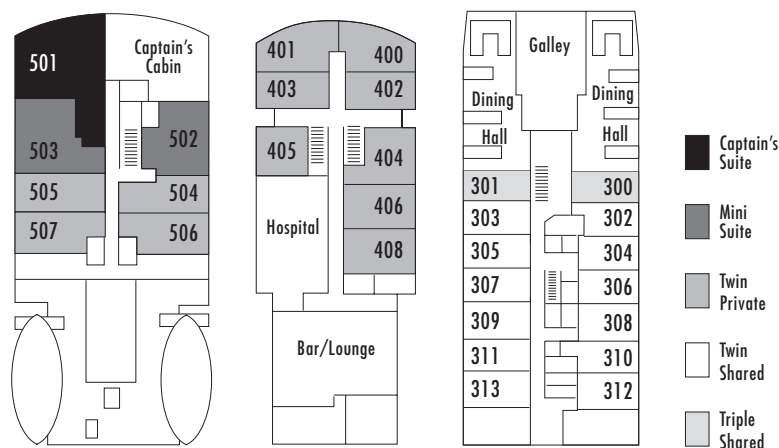 501
Captain's
Cabin
503
502
505
504
507
506
401
400
403
402
405
404
406
Hospital
408
Bar/Lounge
Galley
Dining
Hall
Dining
Hall
301
300
303
302
305
304
307
306
309
308
311
310
313
312
Captain's
Suite
Mini
Suite
Twin
Private
Twin
Shared
Triple
Shared